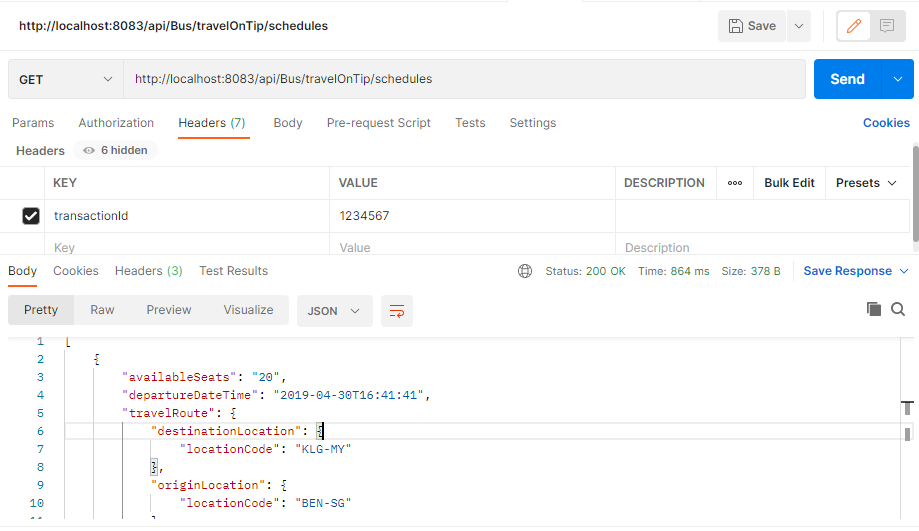 http://localhost:8083/api/Bus/travelOnTip/schedules
Save
GET
http://localhost:8083/api/Bus/travelOnTip/schedules
Send
Params Authorization Headers (7) Body Pre-request Script Tests Settings Cookies
Headers 6 hidden
KEY VALUE DESCRIPTION ooo Bulk Edit Presets
transactionId 1234567
Key Value Description
Body Cookies Headers (3) Test Results Status: 200 OK Time: 864 ms Size: 378 B Save Response
Pretty Raw Preview Visualize JSON
1 [
2 {
3 "availableSeats": "20",
4 "departureDateTime": "2019-04-30T16:41:41",
5 "travelRoute": {
6 "destinationLocation": {
7 "locationCode": "KLG-MY"
8 },
9 "originLocation": {
10 "locationCode": "BEN-SG"
11